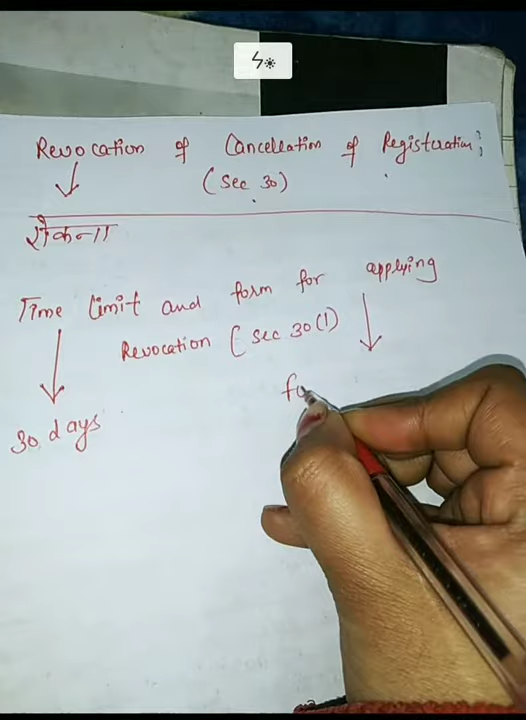 Revocation of Cancellation of Registration;
(Sec 30)
रोकना
Time limit and form for applying
Revocation (Sec 30(1)
30 days
fo